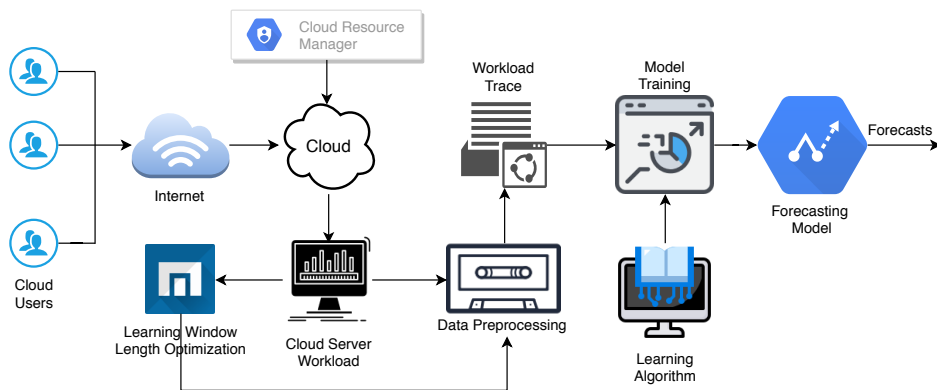 Cloud Resource
Manager
Workload
Trace
Model
Training
Cloud
Forecasts
Internet
Forecasting
Model
Cloud
Users
Learning Window
Length Optimization
Cloud Server
Workload
Data Preprocessing
Learning
Algorithm